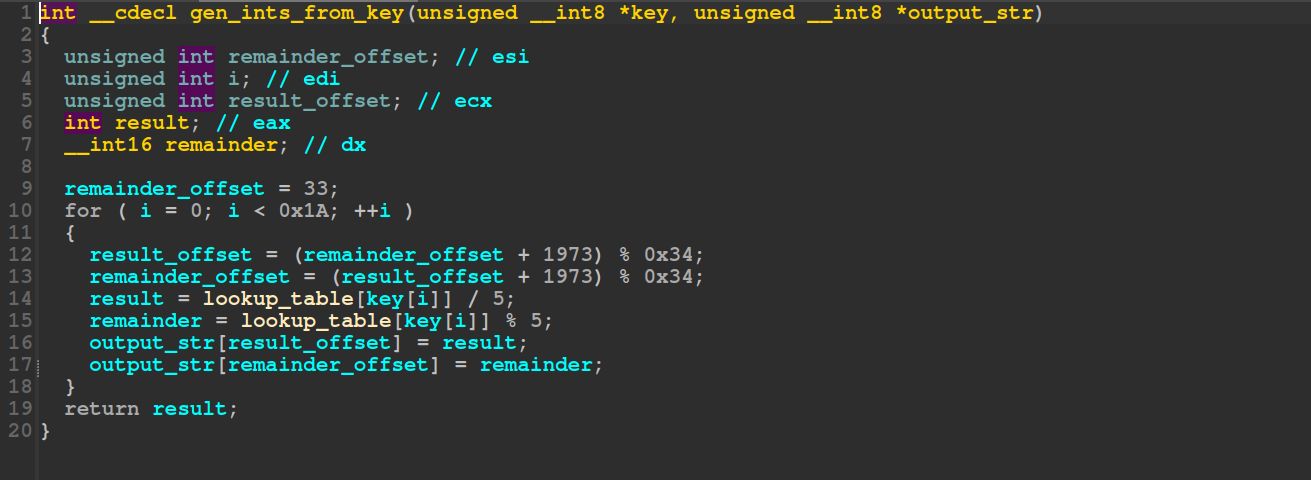 1 int __cdecl gen_ints_from_key(unsigned __int8 *key, unsigned __int8 *output_str)
2 {
3   unsigned int remainder_offset; // esi
4   unsigned int i; // edi
5   unsigned int result_offset; // ecx
6   int result; // eax
7   __int16 remainder; // dx
8
9   remainder_offset = 33;
10   for ( i = 0; i < 0x1A; ++i )
11   {
12     result_offset = (remainder_offset + 1973) % 0x34;
13     remainder_offset = (result_offset + 1973) % 0x34;
14     result = lookup_table[key[i]] / 5;
15     remainder = lookup_table[key[i]] % 5;
16     output_str[result_offset] = result;
17     output_str[remainder_offset] = remainder;
18   }
19   return result;
20 }